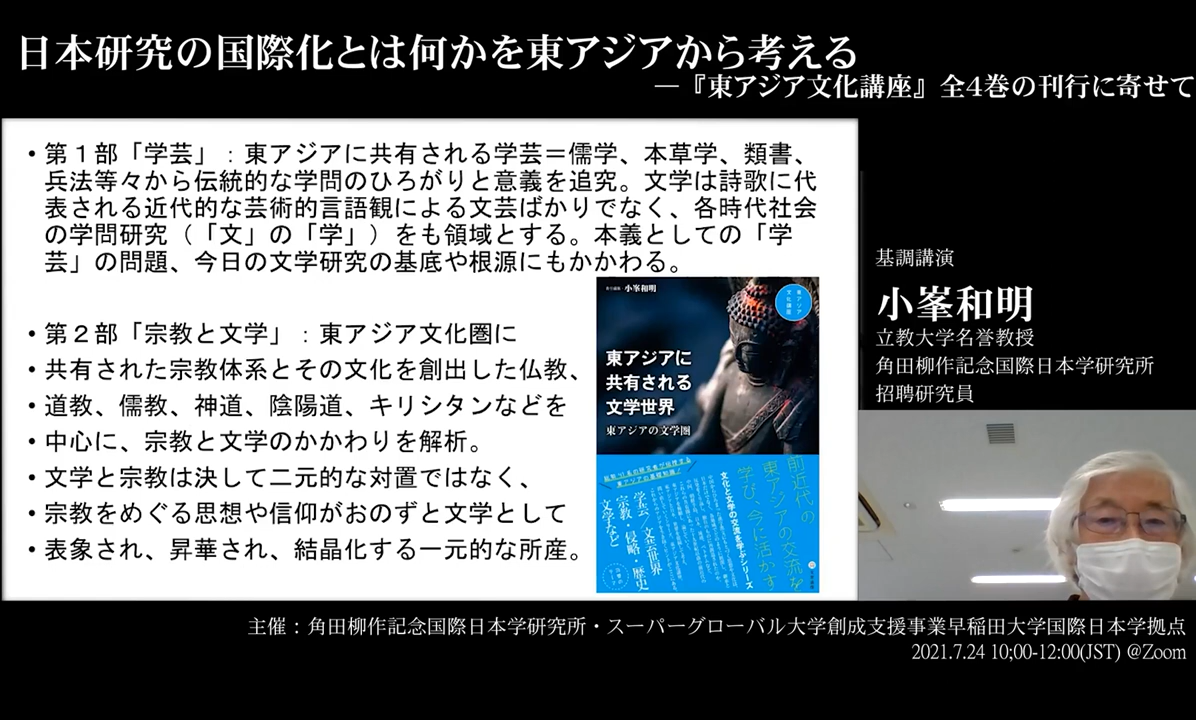 日本研究の国際化とは何かを東アジアから考える
―『東アジア文化講座』全4巻の刊行に寄せて
・第１部「学芸」：東アジアに共有される学芸＝儒学、本草学、類書、
兵法等々から伝統的な学問のひろがりと意義を追究。文学は詩歌に代
表される近代的な芸術的言語観による文芸ばかりでなく、各時代社会
の学問研究（「文」の「学」）をも領域とする。本義としての「学
芸」の問題、今日の文学研究の基底や根源にもかかわる。
・第２部「宗教と文学」：東アジア文化圏に
・共有された宗教体系とその文化を創出した仏教、
・道教、儒教、神道、陰陽道、キリシタンなどを
・中心に、宗教と文学のかかわりを解析。
・文学と宗教は決して二元的な対置ではなく、
・宗教をめぐる思想や信仰がおのずと文学として
・表象され、昇華され、結晶化する一元的な所産。
小峯和明
東アジア
文化講座
東アジアに
共有される
文学世界
東アジアの文学圏
前近代の
東アジアの交流を
学び、今に活かす
文化と文学の交流を学ぶシリーズ
学芸／文芸世界
宗教・侵略・歴史
文学など
基調講演
小峯和明
立教大学名誉教授
角田柳作記念国際日本学研究所
招聘研究員
主催：角田柳作記念国際日本学研究所・スーパーグローバル大学創成支援事業早稲田大学国際日本学拠点
2021.7.24 10;00-12:00(JST) @Zoom